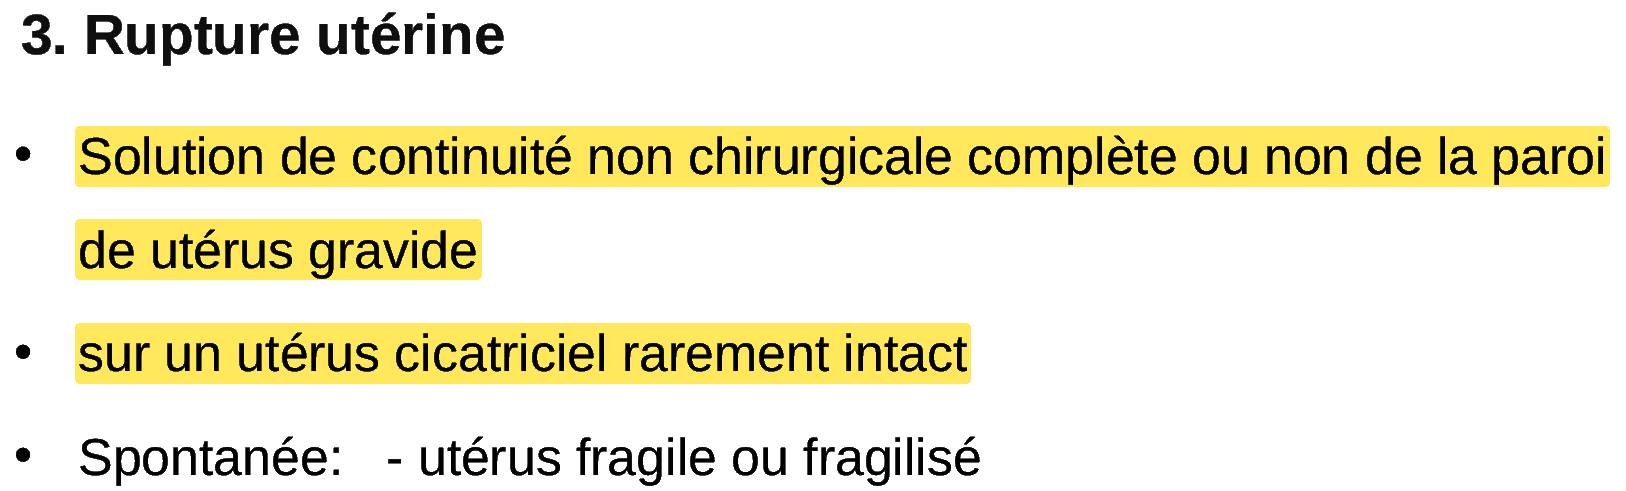 3. Rupture utérine
• Solution de continuité non chirurgicale complète ou non de la paroi
de utérus gravide
• sur un utérus cicatriciel rarement intact
• Spontanée: - utérus fragile ou fragilisé